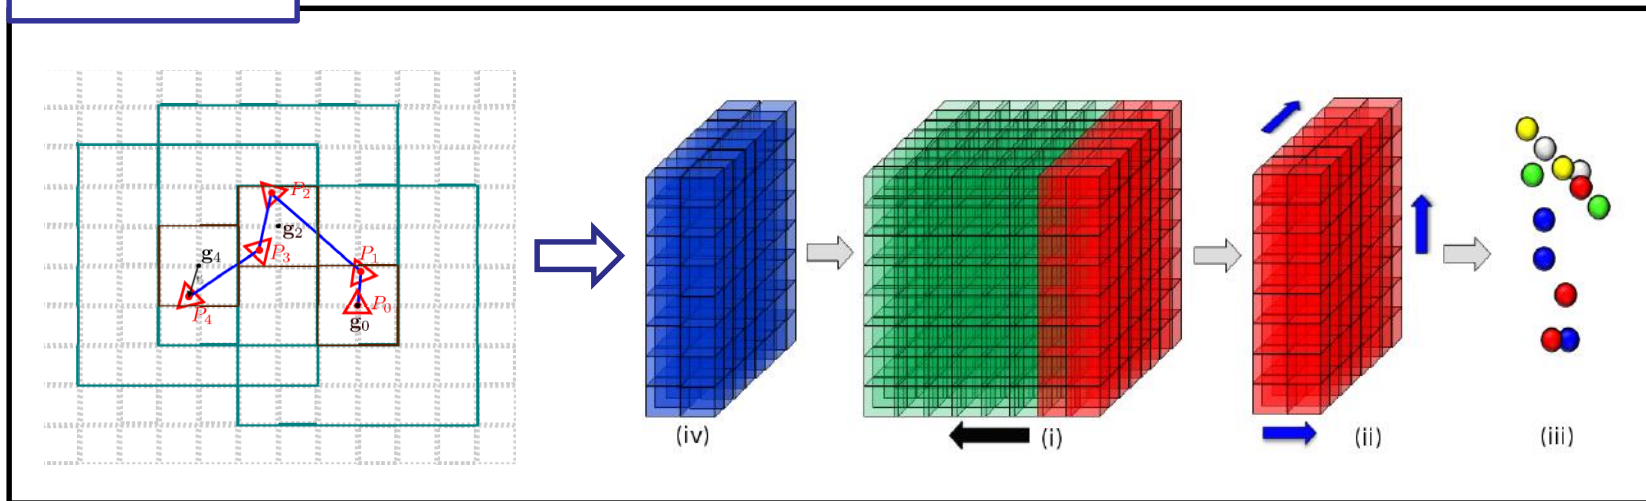 P₂
g₂
g₄
P₃
P₁
P₄
P₀
g₀
(iv)
(i)
(ii)
(iii)